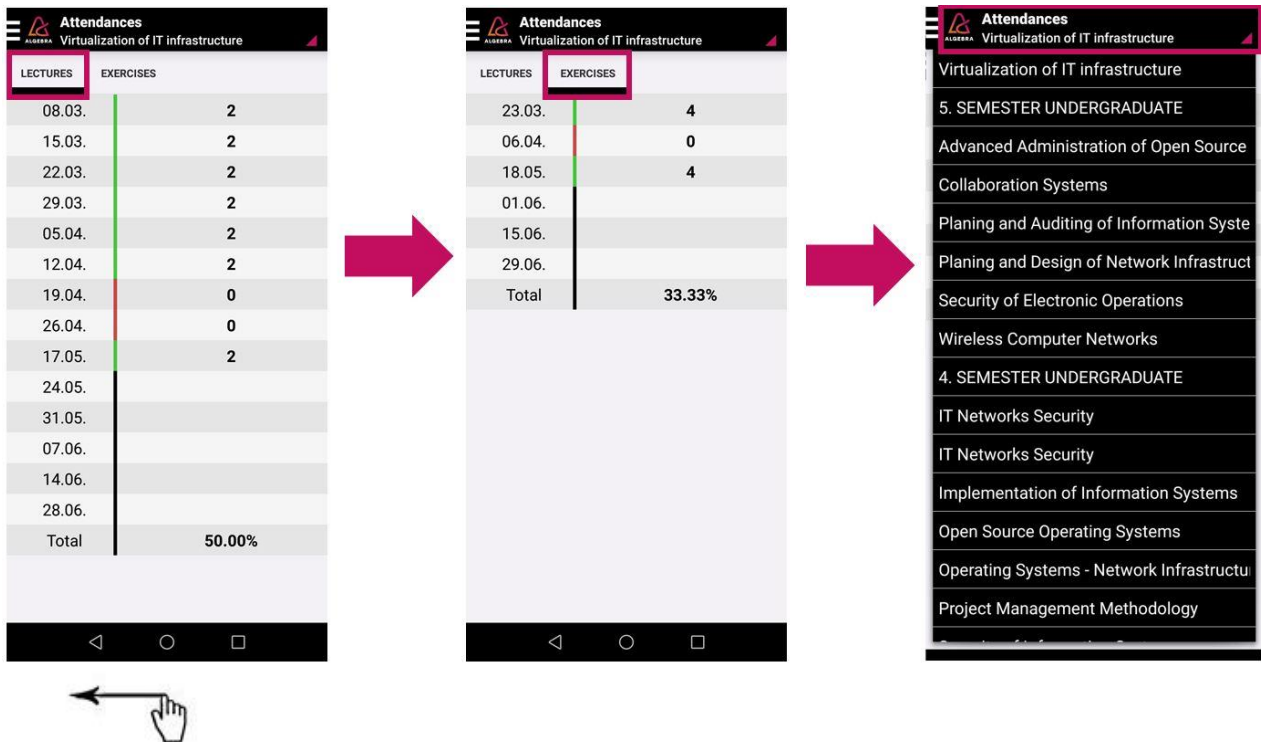 Attendances
ALGEBRA Virtualization of IT infrastructure
LECTURES EXERCISES
08.03. 2
15.03. 2
22.03. 2
29.03. 2
05.04. 2
12.04. 2
19.04. 0
26.04. 0
17.05. 2
24.05.
31.05.
07.06.
14.06.
28.06.
Total 50.00%
Attendances
ALGEBRA Virtualization of IT infrastructure
LECTURES EXERCISES
23.03. 4
06.04. 0
18.05. 4
01.06.
15.06.
29.06.
Total 33.33%
Attendances
ALGEBRA Virtualization of IT infrastructure
Virtualization of IT infrastructure
5. SEMESTER UNDERGRADUATE
Advanced Administration of Open Source
Collaboration Systems
Planing and Auditing of Information Syste
Planing and Design of Network Infrastruct
Security of Electronic Operations
Wireless Computer Networks
4. SEMESTER UNDERGRADUATE
IT Networks Security
IT Networks Security
Implementation of Information Systems
Open Source Operating Systems
Operating Systems - Network Infrastructu
Project Management Methodology